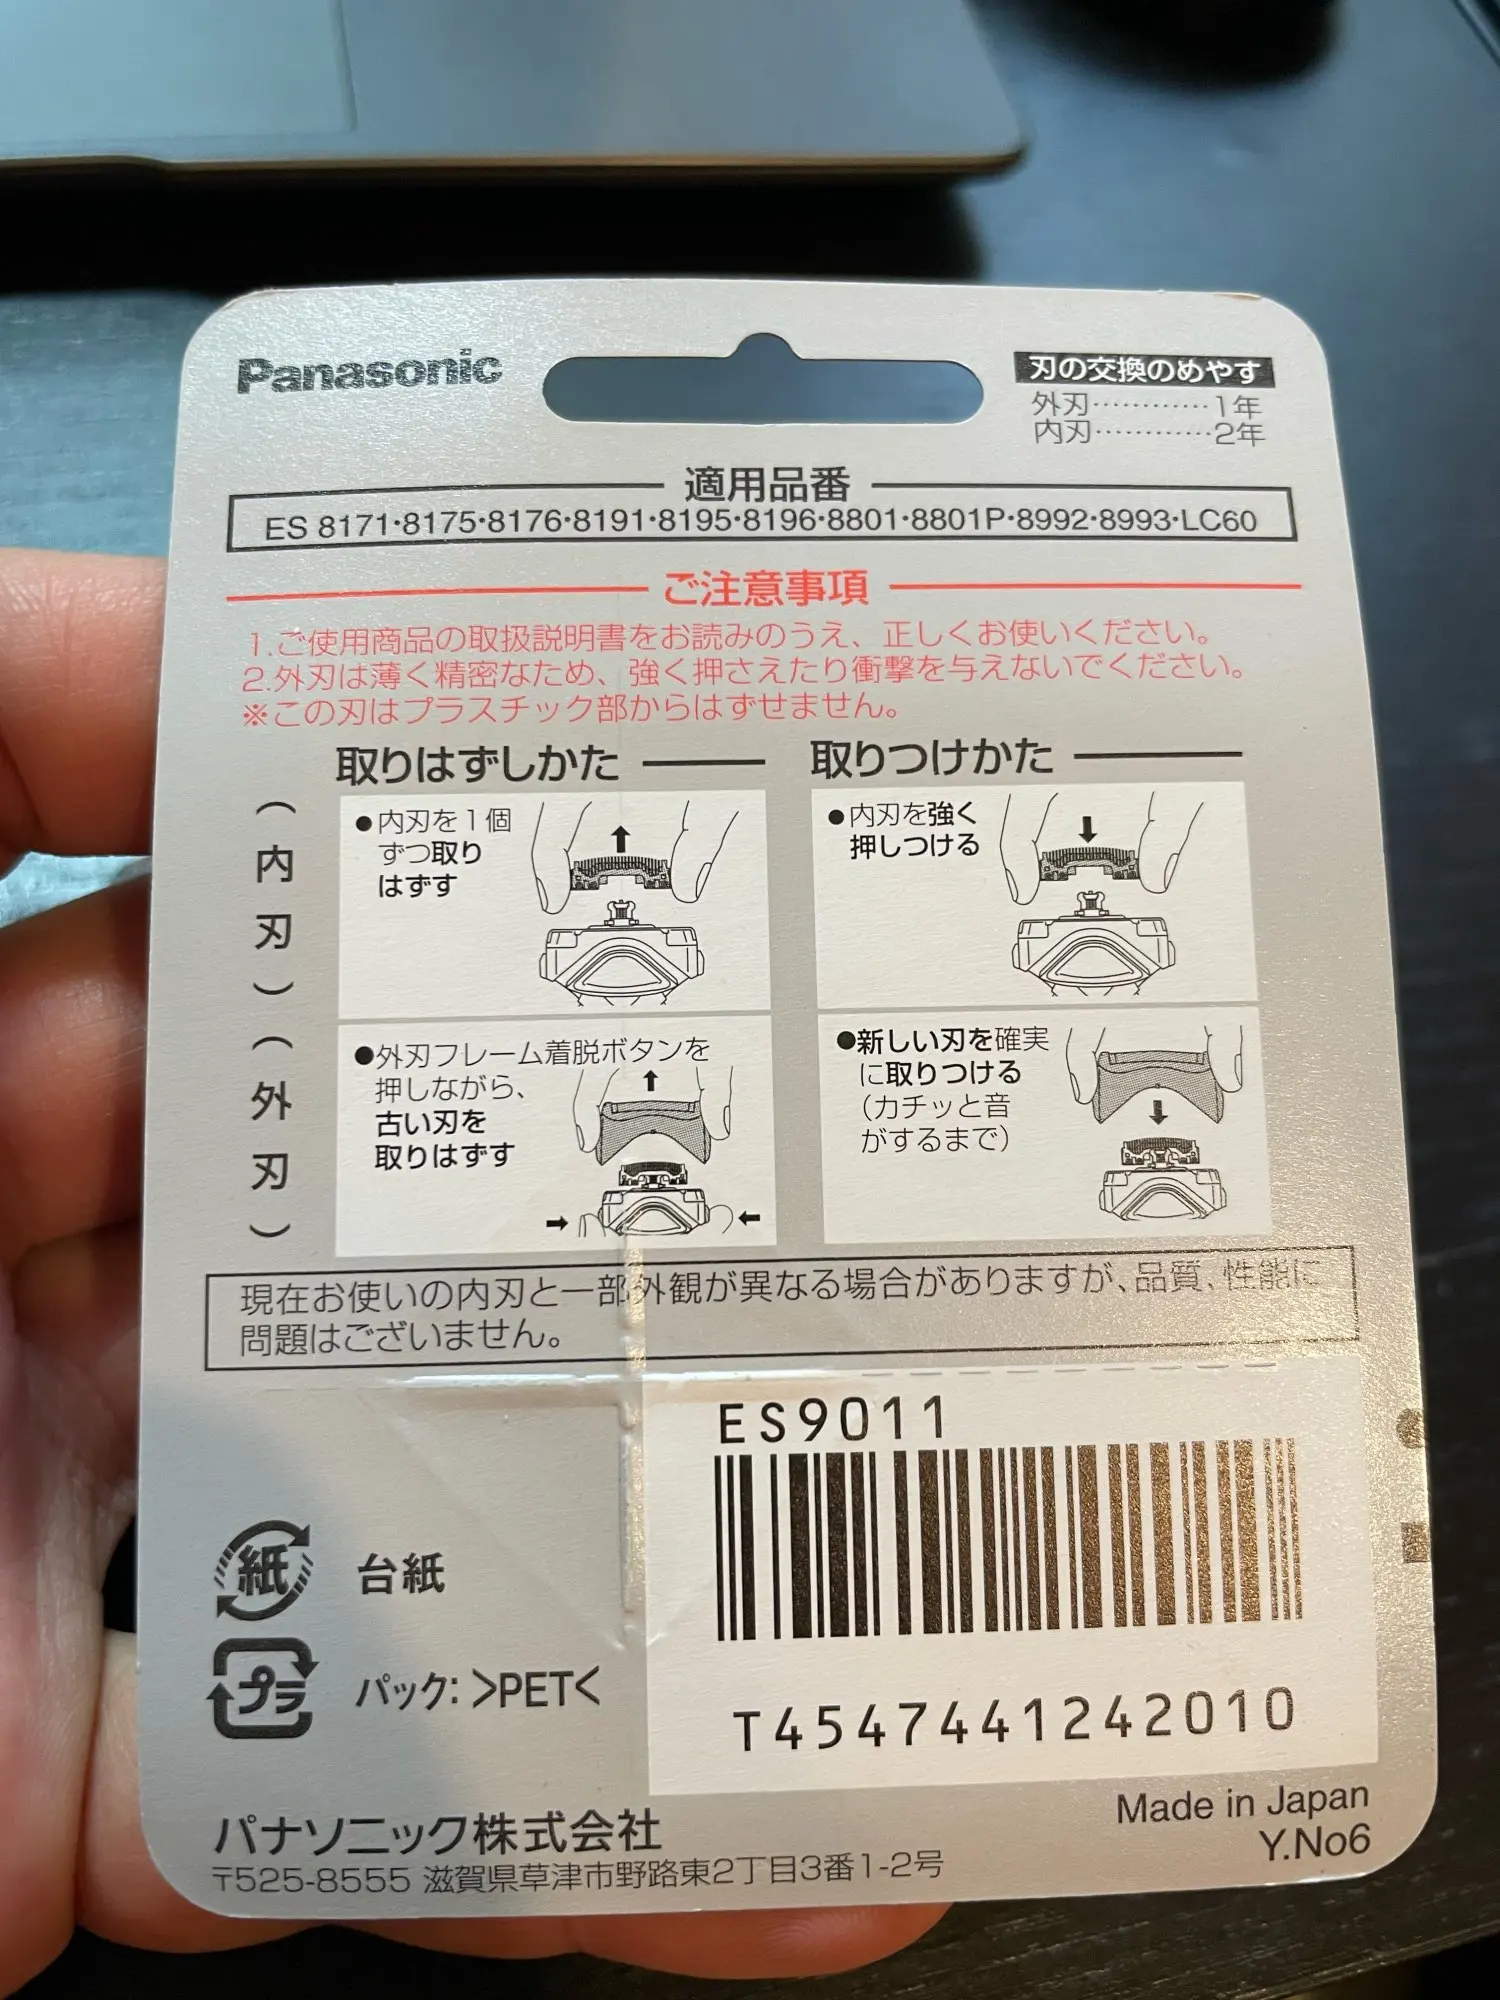 Panasonic
刃の交換のめやす
外刃…………1年
内刃…………2年
適用品番
ES 8171・8175・8176・8191・8195・8196・8801・8801P・8992・8993・LC60
ご注意事項
1.ご使用商品の取扱説明書をお読みのうえ、正しくお使いください。
2.外刃は薄く精密なため、強く押さえたり衝撃を与えないでください。
※この刃はプラスチック部からはずせません。
取りはずしかた
取りつけかた
(内刃)
●内刃を1個
ずつ取り
はずす
●内刃を強く
押しつける
(外刃)
●外刃フレーム着脱ボタンを
押しながら、
古い刃を
取りはずす
●新しい刃を確実
に取りつける
(カチッと音
がするまで)
現在お使いの内刃と一部外観が異なる場合がありますが、品質、性能に
問題はございません。
ES9011
T4547441242010
紙
台紙
プラ
パック:>PET<
パナソニック株式会社
〒525-8555 滋賀県草津市野路東2丁目3番1-2号
Made in Japan
Y.No6